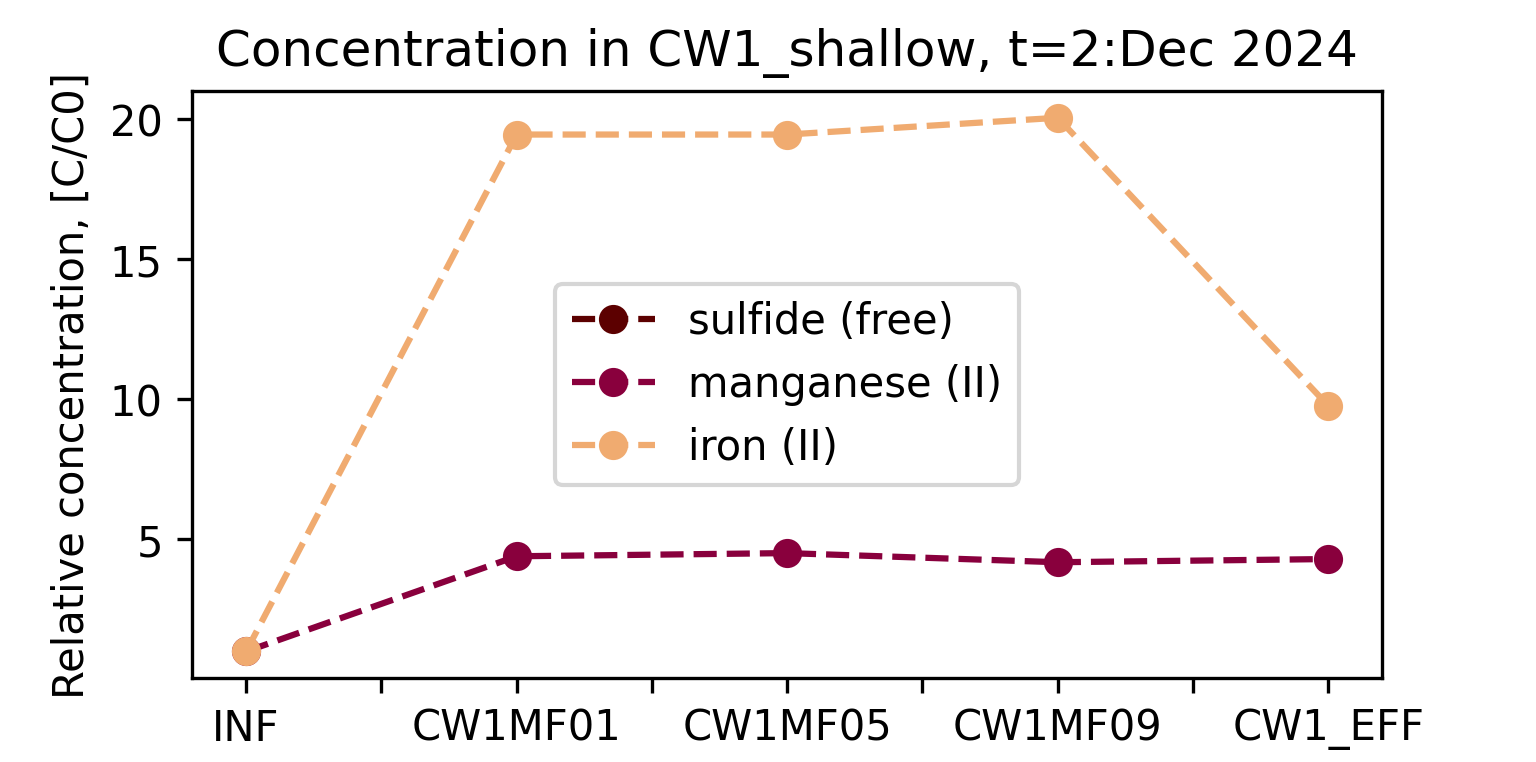 Concentration in CW1_shallow, t=2:Dec 2024
Relative concentration, [C/C0]
20
15
10
5
sulfide (free)
manganese (II)
iron (II)
INF
CW1MF01
CW1MF05
CW1MF09
CW1_EFF